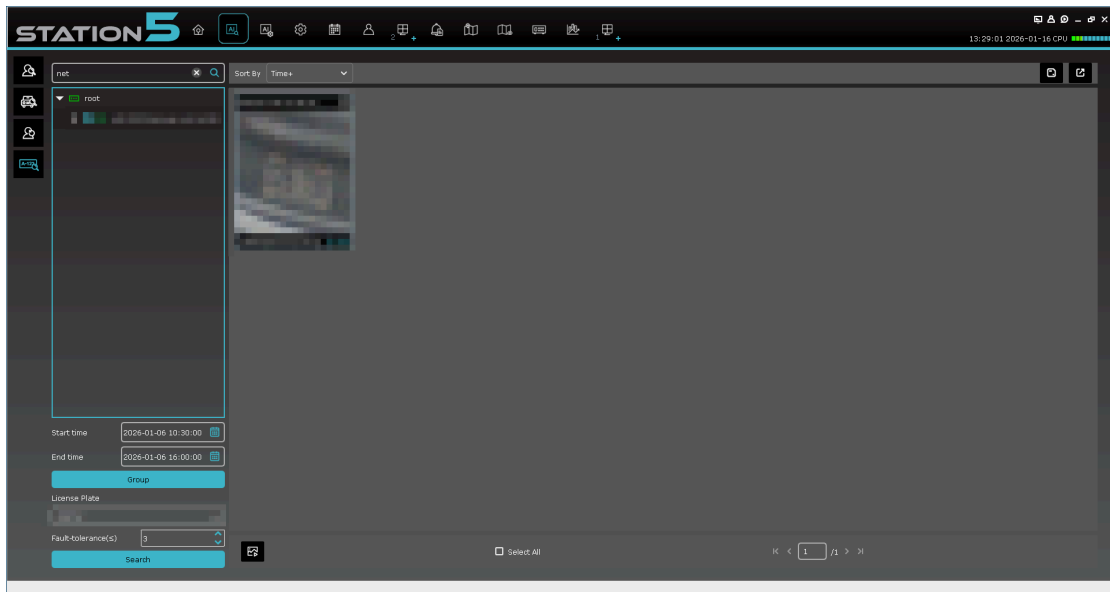 STATION5
2
1
13:29:01 2026-01-16 CPU
net
Sort By Time+
root
Start time 2026-01-06 10:30:00
End time 2026-01-06 16:00:00
Group
License Plate
Fault-tolerance(≤) 3
Search
Select All
1 /1